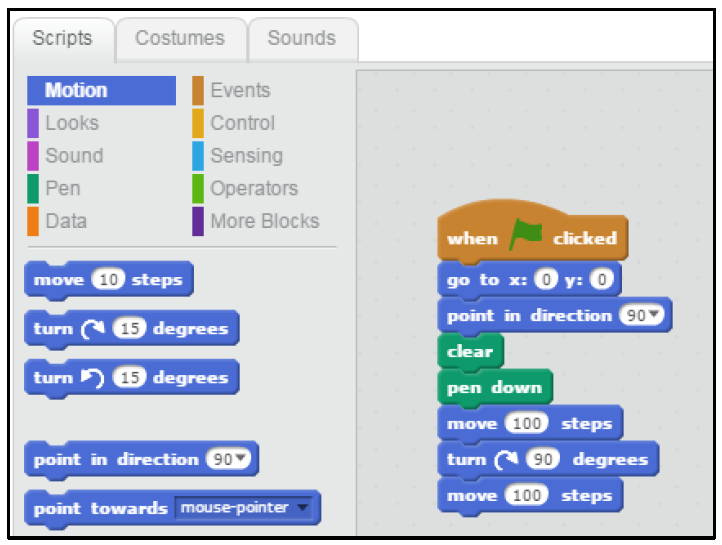 Scripts Costumes Sounds
Motion Events
Looks Control
Sound Sensing
Pen Operators
Data More Blocks
move 10 steps
turn 15 degrees
turn 15 degrees
point in direction 90
point towards mouse-pointer
when clicked
go to x: 0 y: 0
point in direction 90
clear
pen down
move 100 steps
turn 90 degrees
move 100 steps